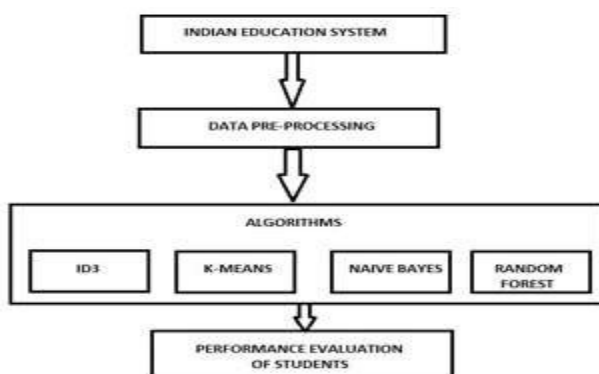 INDIAN EDUCATION SYSTEM
DATA PRE-PROCESSING
ALGORITHMS
ID3
K-MEANS
NAIVE BAYES
RANDOM
FOREST
PERFORMANCE EVALUATION
OF STUDENTS